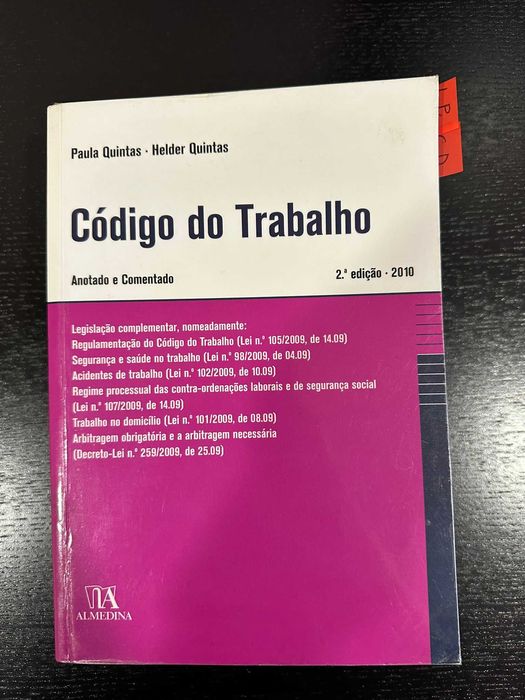 Paula Quintas · Helder Quintas
Código do Trabalho
Anotado e Comentado
2.ª edição · 2010
Legislação complementar, nomeadamente:
Regulamentação do Código do Trabalho (Lei n.º 105/2009, de 14.09)
Segurança e saúde no trabalho (Lei n.º 98/2009, de 04.09)
Acidentes de trabalho (Lei n.º 102/2009, de 10.09)
Regime processual das contra-ordenações laborais e de segurança social
(Lei n.º 107/2009, de 14.09)
Trabalho no domicílio (Lei n.º 101/2009, de 08.09)
Arbitragem obrigatória e a arbitragem necessária
(Decreto-Lei n.º 259/2009, de 25.09)
ALMEDINA